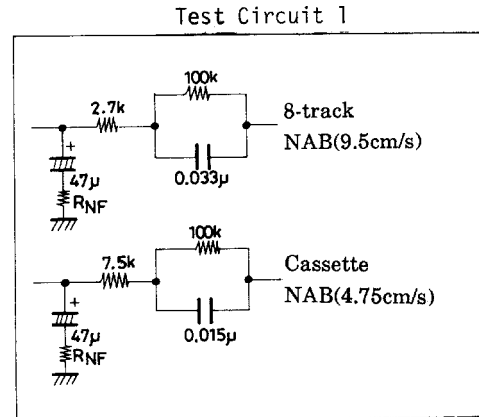 Test Circuit 1
100k
2.7k
8-track
NAB(9.5cm/s)
+
47µ
0.033µ
RNF
100k
7.5k
Cassette
NAB(4.75cm/s)
+
47µ
0.015µ
RNF